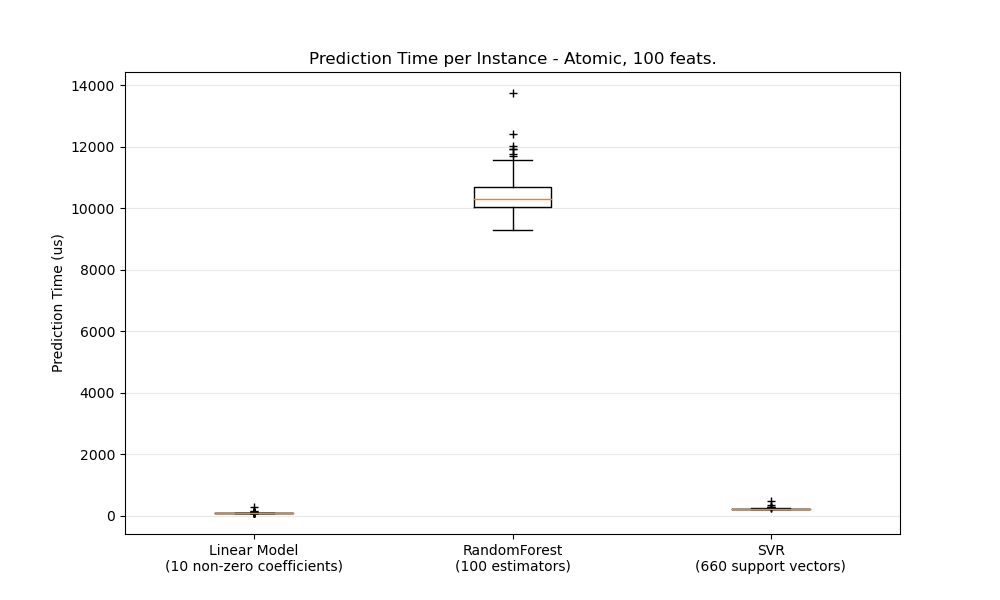 Prediction Time per Instance - Atomic, 100 feats.
Prediction Time (us)
14000
12000
10000
8000
6000
4000
2000
0
Linear Model
(10 non-zero coefficients)
RandomForest
(100 estimators)
SVR
(660 support vectors)